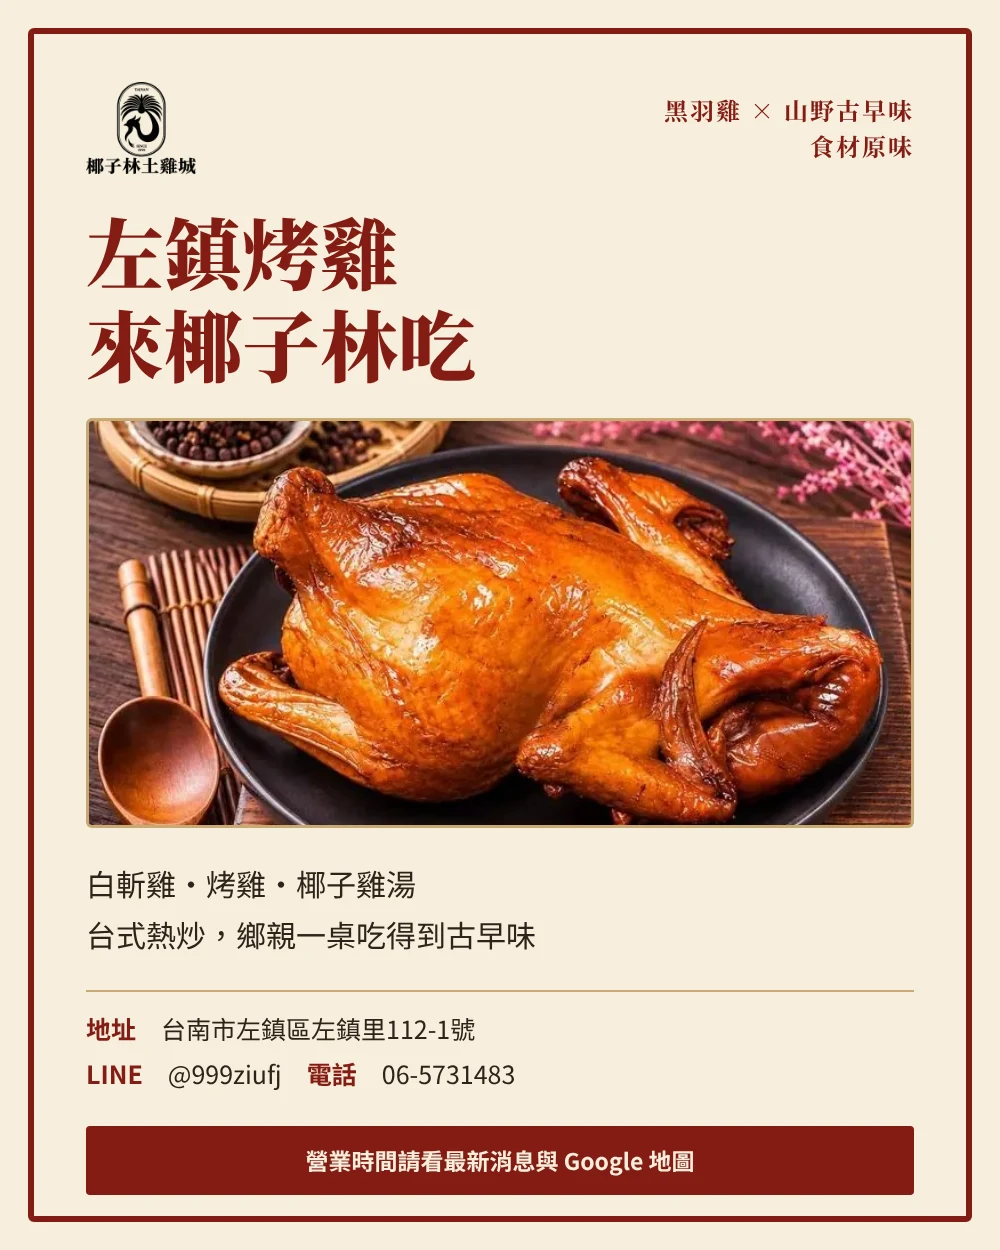 TAINAN
SINCE
椰子林土雞城
黑羽雞 × 山野古早味
食材原味
左鎮烤雞
來椰子林吃
白斬雞・烤雞・椰子雞湯
台式熱炒，鄉親一桌吃得到古早味
地址 台南市左鎮區左鎮里112-1號
LINE @999ziufj 電話 06-5731483
營業時間請看最新消息與 Google 地圖